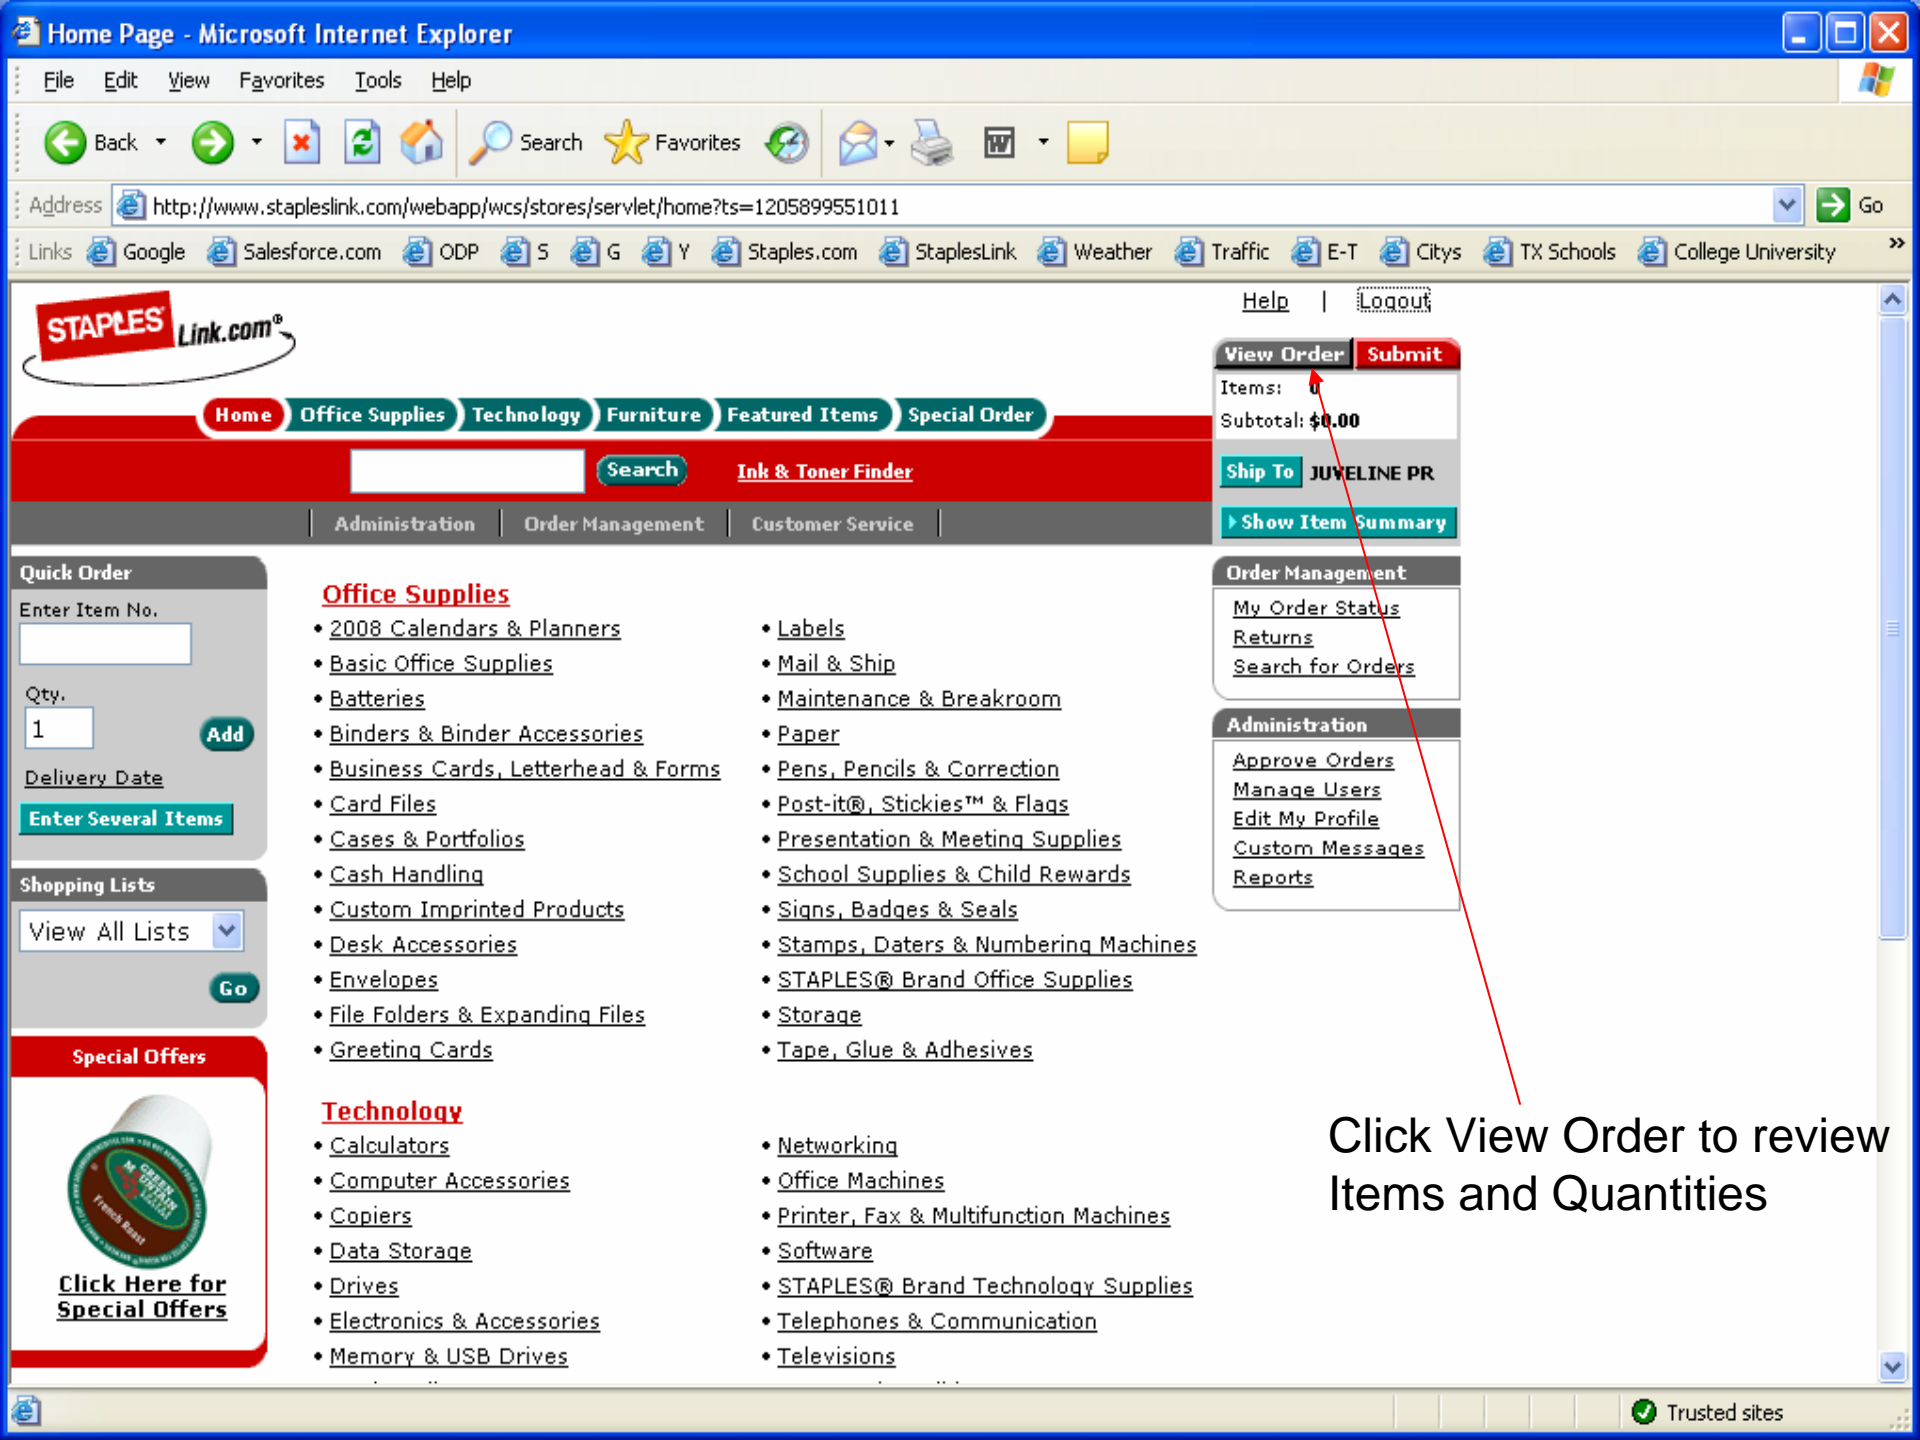 Home Page - Microsoft Internet Explorer
File Edit View Favorites Tools Help
Back Search Favorites
Address http://www.stapleslink.com/webapp/wcs/stores/servlet/home?ts=1205899551011 Go
Links Google Salesforce.com ODP S G Y Staples.com StaplesLink Weather Traffic E-T Citys TX Schools College University »
Help | Logout
STAPLES Link.com®
View Order Submit
Items: 0
Subtotal: $0.00
Home Office Supplies Technology Furniture Featured Items Special Order
Search Ink & Toner Finder
Ship To JUVELINE PR
Administration Order Management Customer Service
Show Item Summary
Quick Order
Enter Item No.
Qty.
1 Add
Delivery Date
Enter Several Items
Shopping Lists
View All Lists
Go
Special Offers
GREEN MOUNTAIN
French Roast
Click Here for
Special Offers
Office Supplies
• 2008 Calendars & Planners
• Basic Office Supplies
• Batteries
• Binders & Binder Accessories
• Business Cards, Letterhead & Forms
• Card Files
• Cases & Portfolios
• Cash Handling
• Custom Imprinted Products
• Desk Accessories
• Envelopes
• File Folders & Expanding Files
• Greeting Cards
• Labels
• Mail & Ship
• Maintenance & Breakroom
• Paper
• Pens, Pencils & Correction
• Post-it®, Stickies™ & Flags
• Presentation & Meeting Supplies
• School Supplies & Child Rewards
• Signs, Badges & Seals
• Stamps, Daters & Numbering Machines
• STAPLES® Brand Office Supplies
• Storage
• Tape, Glue & Adhesives
Technology
• Calculators
• Computer Accessories
• Copiers
• Data Storage
• Drives
• Electronics & Accessories
• Memory & USB Drives
• Networking
• Office Machines
• Printer, Fax & Multifunction Machines
• Software
• STAPLES® Brand Technology Supplies
• Telephones & Communication
• Televisions
Order Management
My Order Status
Returns
Search for Orders
Administration
Approve Orders
Manage Users
Edit My Profile
Custom Messages
Reports
Click View Order to review
Items and Quantities
Trusted sites